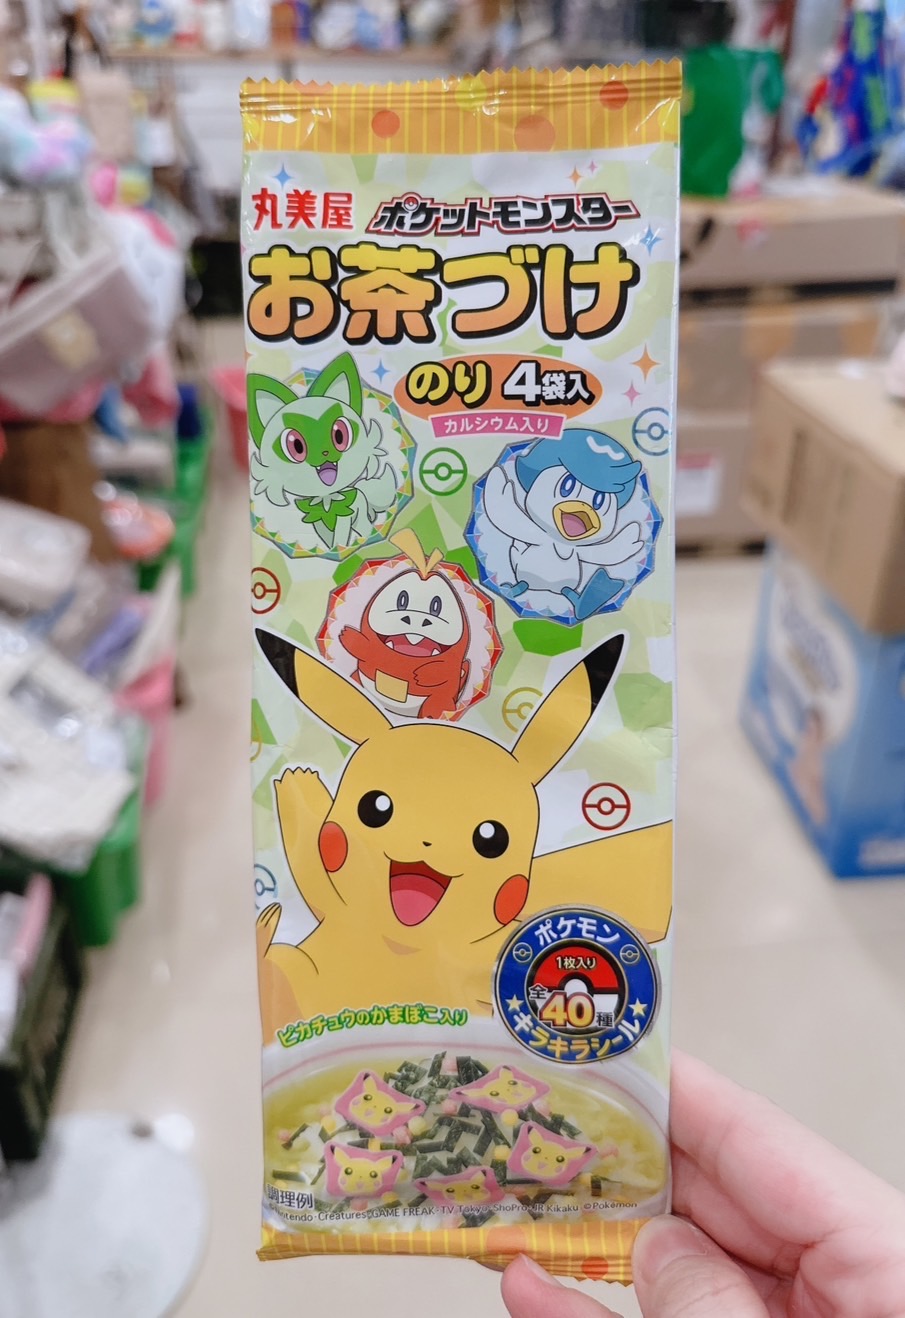 丸美屋 ポケットモンスター
お茶づけ
のり 4袋入
カルシウム入り
ポケモン
1枚入り
全40種
キラキラシール
ピカチュウのかまぼこ入り
調理例
Nintendo・Creatures・GAME FREAK・TV Tokyo・ShoPro・JR Kikaku ©Pokémon